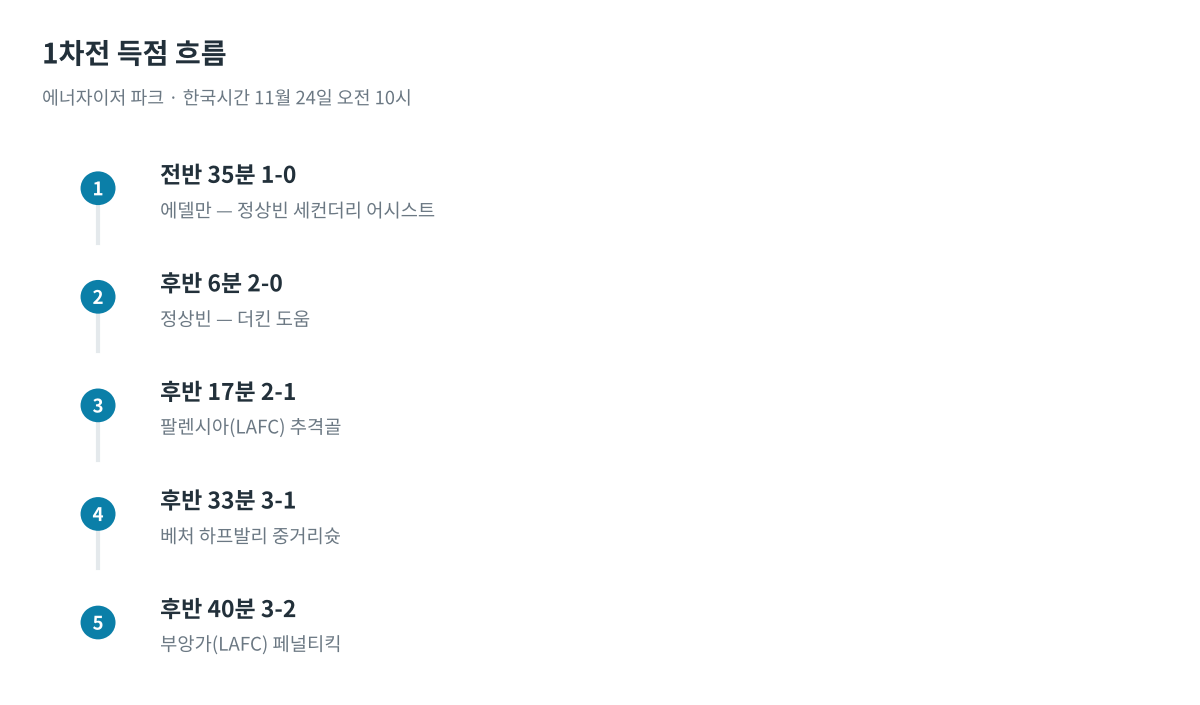 1차전 득점 흐름
에너자이저 파크 · 한국시간 11월 24일 오전 10시
1
전반 35분 1-0
에델만 — 정상빈 세컨더리 어시스트
2
후반 6분 2-0
정상빈 — 더킨 도움
3
후반 17분 2-1
팔렌시아(LAFC) 추격골
4
후반 33분 3-1
베처 하프발리 중거리슛
5
후반 40분 3-2
부앙가(LAFC) 페널티킥